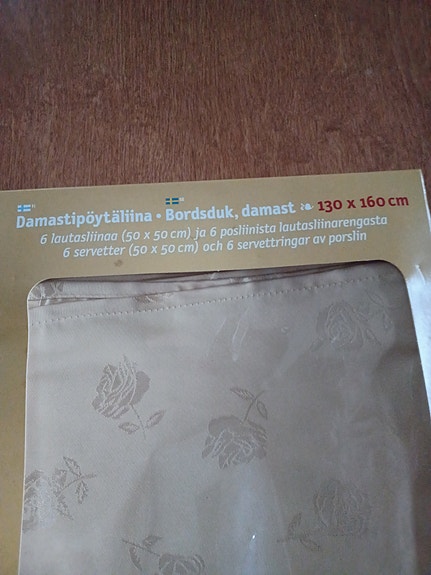 Damastipöytäliina • Bordsduk, damast 130 x 160 cm
6 lautasliinaa (50 x 50 cm) ja 6 posliinista lautasliinarengasta
6 servetter (50 x 50 cm) och 6 servettringar av porslin